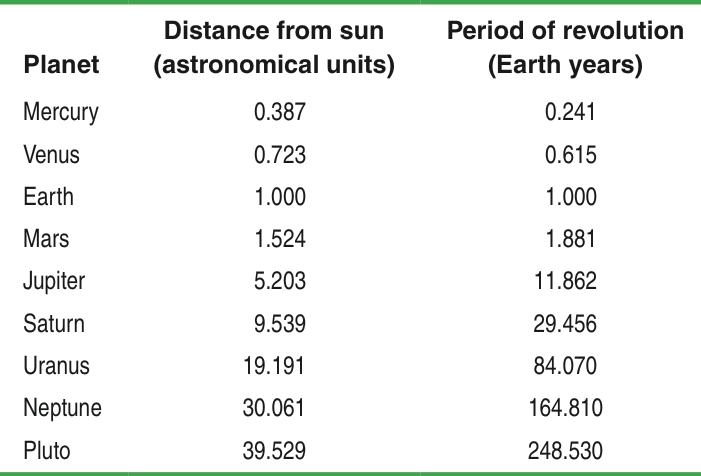 Planet Distance from sun (astronomical units) Period of revolution (Earth years)
Mercury 0.387 0.241
Venus 0.723 0.615
Earth 1.000 1.000
Mars 1.524 1.881
Jupiter 5.203 11.862
Saturn 9.539 29.456
Uranus 19.191 84.070
Neptune 30.061 164.810
Pluto 39.529 248.530